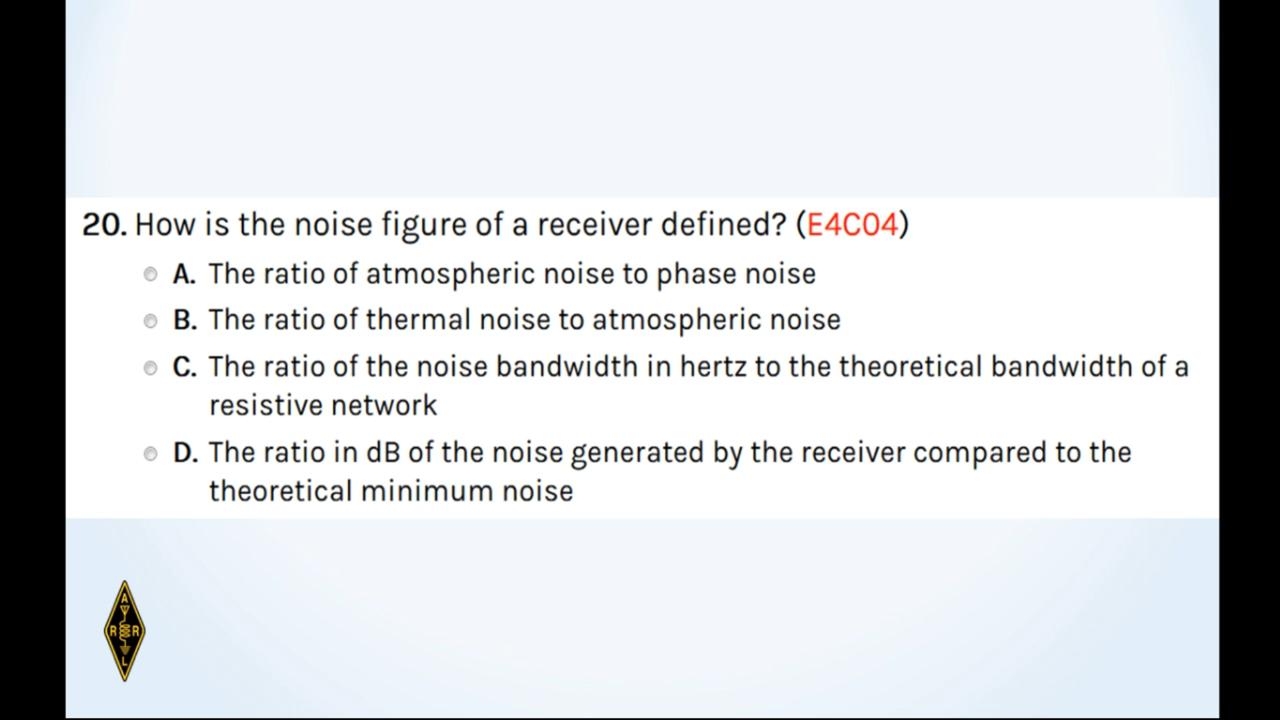 20. How is the noise figure of a receiver defined? (E4C04)
A. The ratio of atmospheric noise to phase noise
B. The ratio of thermal noise to atmospheric noise
C. The ratio of the noise bandwidth in hertz to the theoretical bandwidth of a
resistive network
D. The ratio in dB of the noise generated by the receiver compared to the
theoretical minimum noise
A
R R
L